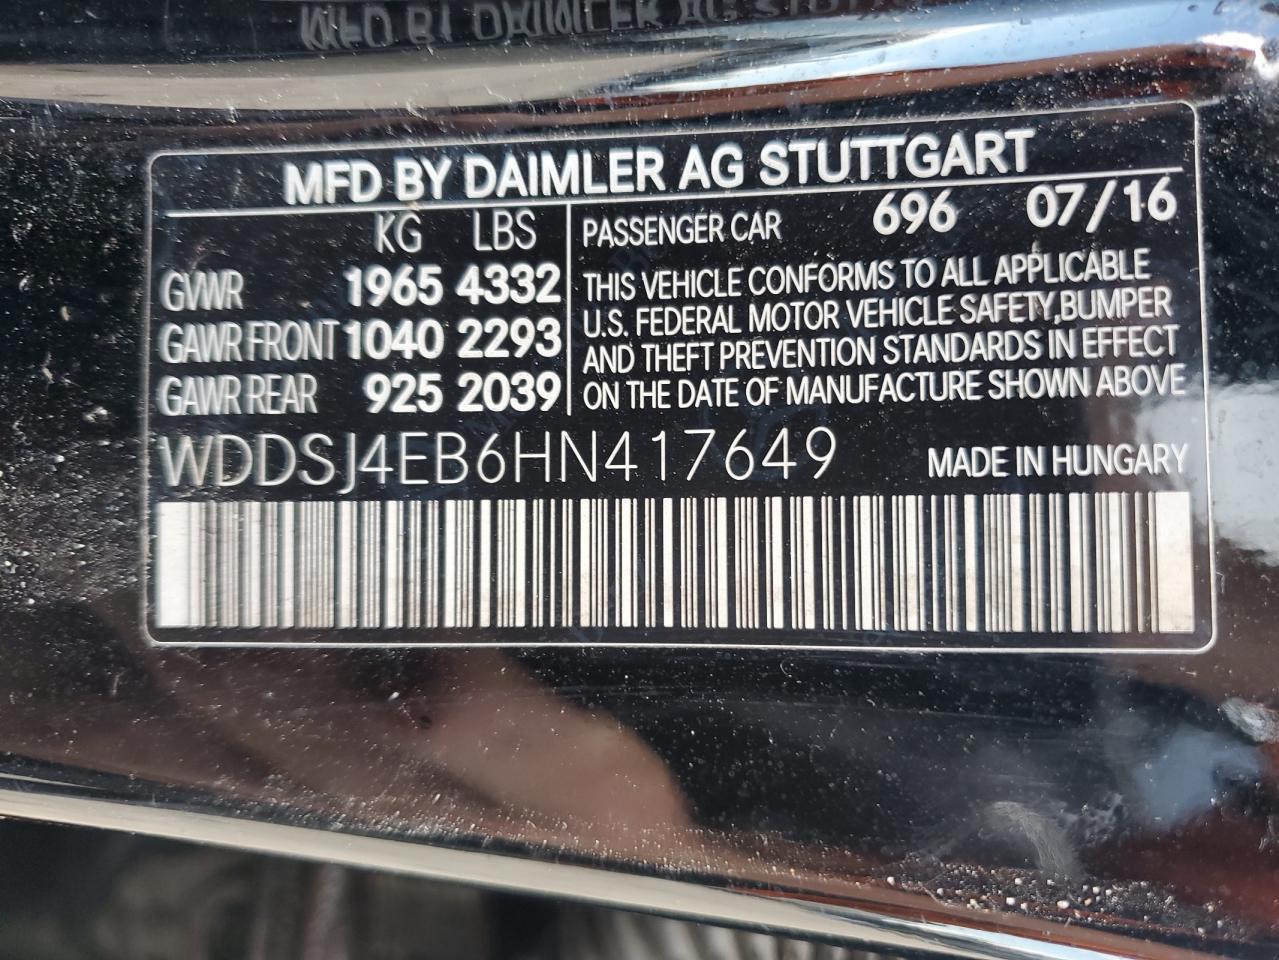 MFD BY DAIMLER AG STUTTGART
KG LBS
GVWR 1965 4332
GAWR FRONT 1040 2293
GAWR REAR 925 2039
PASSENGER CAR 696 07/16
THIS VEHICLE CONFORMS TO ALL APPLICABLE
U.S. FEDERAL MOTOR VEHICLE SAFETY, BUMPER
AND THEFT PREVENTION STANDARDS IN EFFECT
ON THE DATE OF MANUFACTURE SHOWN ABOVE
WDDSJ4EB6HN417649 MADE IN HUNGARY